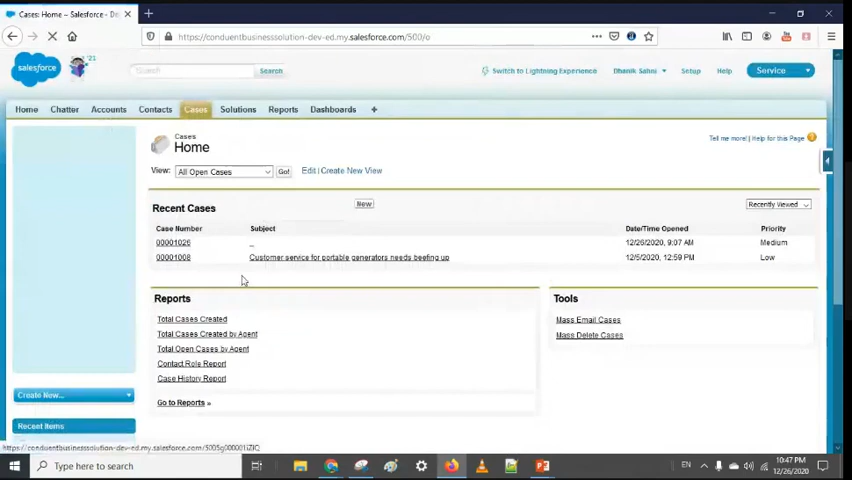 Cases: Home ~ Salesforce - Dev
https://conduentbusinesssolution-dev-ed.my.salesforce.com/500/o
salesforce
'21
Search...
Search
Switch to Lightning Experience
Dhanik Sahni
Setup
Help
Service
Home
Chatter
Accounts
Contacts
Cases
Solutions
Reports
Dashboards
+
Cases
Home
Tell me more! | Help for this Page
View:
All Open Cases
Go!
Edit | Create New View
Recent Cases
New
Recently Viewed
Case Number
Subject
Date/Time Opened
Priority
00001026
12/26/2020, 9:07 AM
Medium
00001008
Customer service for portable generators needs beefing up
12/5/2020, 12:59 PM
Low
Reports
Total Cases Created
Total Cases Created by Agent
Total Open Cases by Agent
Contact Role Report
Case History Report
Go to Reports »
Tools
Mass Email Cases
Mass Delete Cases
Create New...
Recent Items
Type here to search
EN
10:47 PM
12/26/2020